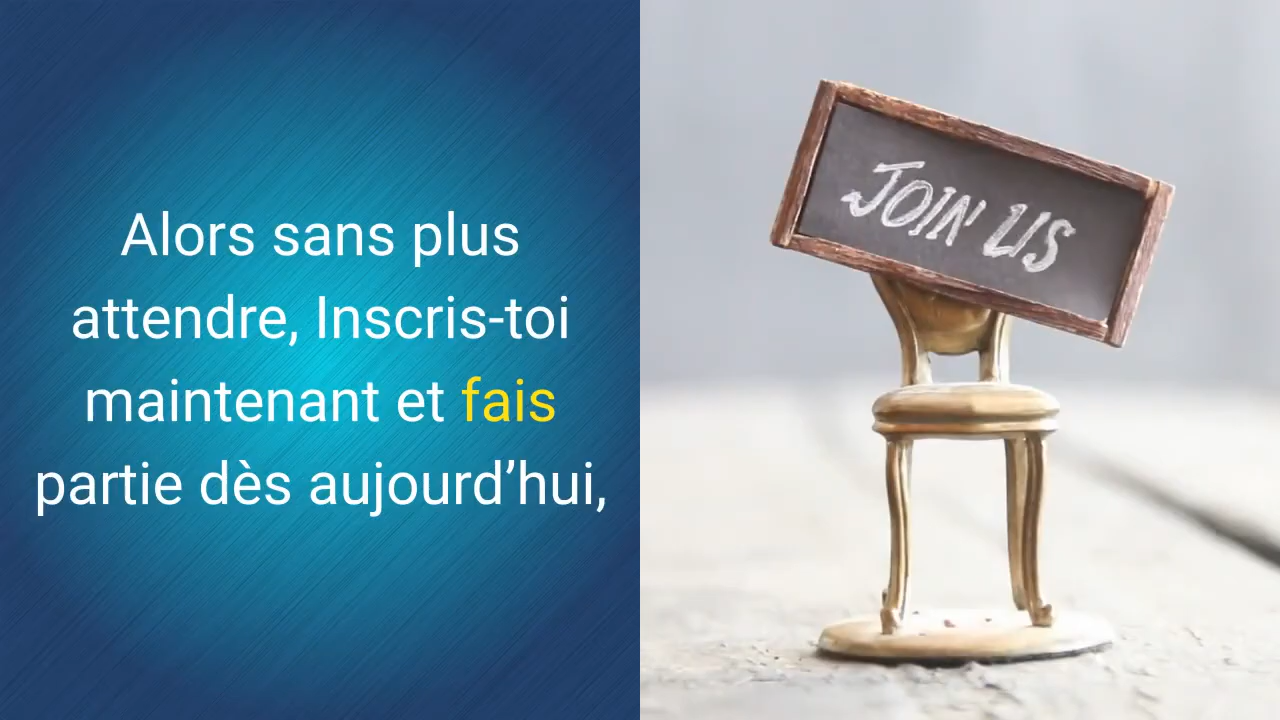 Alors sans plus
attendre, Inscris-toi
maintenant et fais
partie dès aujourd’hui,
JOIN US